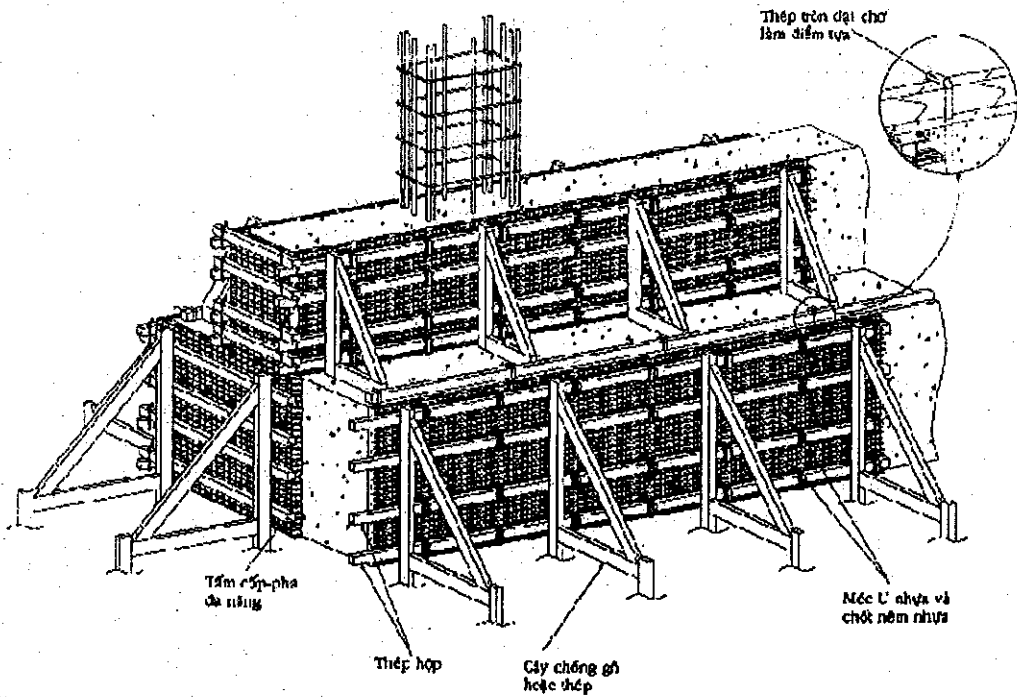 Thép tròn đặt chờ
làm điểm tựa
Tấm cốp-pha
đa năng
Thép hộp
Cây chống gỗ
hoặc thép
Móc U nhựa và
chốt nêm nhựa